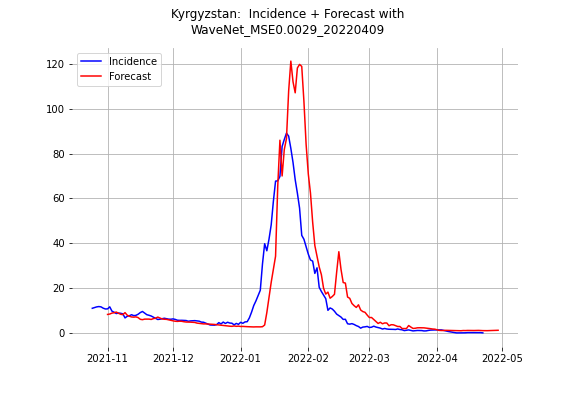 Kyrgyzstan:  Incidence + Forecast with
WaveNet_MSE0.0029_20220409
Incidence
Forecast
120
100
80
60
40
20
0
2021-11 2021-12 2022-01 2022-02 2022-03 2022-04 2022-05